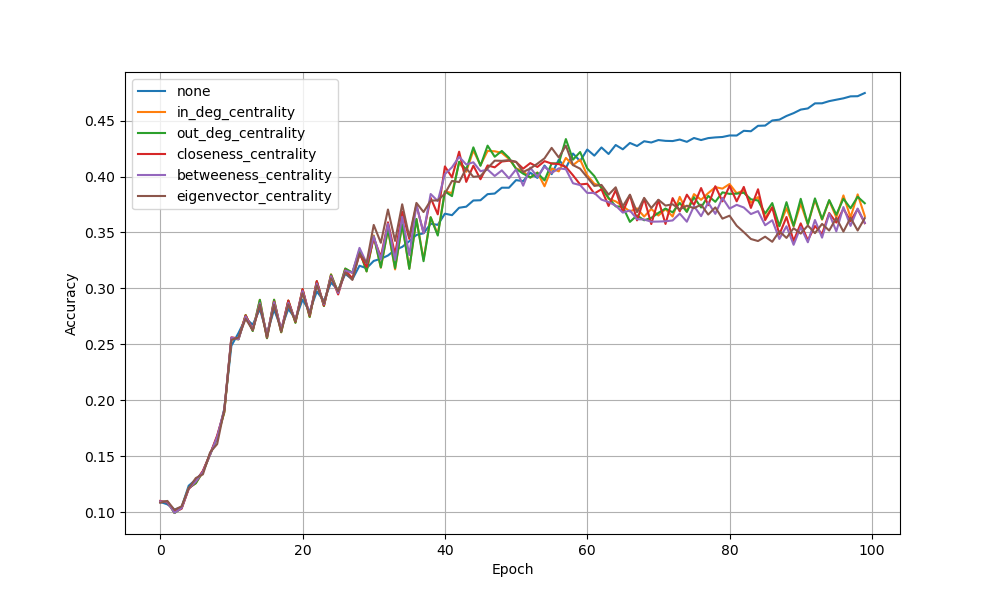 none
in_deg_centrality
out_deg_centrality
closeness_centrality
betweeness_centrality
eigenvector_centrality
0.45
0.40
0.35
0.30
0.25
0.20
0.15
0.10
Accuracy
0 20 40 60 80 100
Epoch